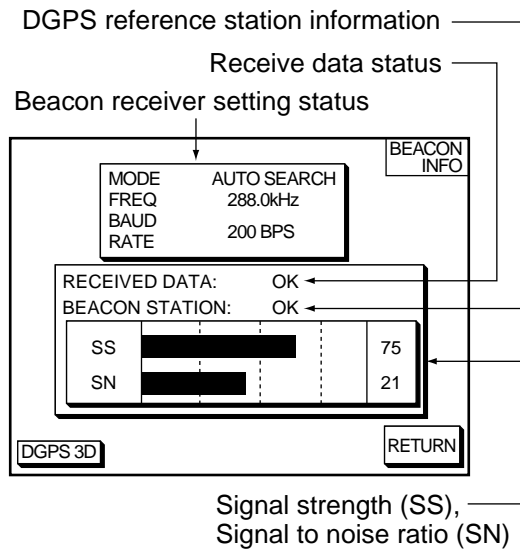 DGPS reference station information
Receive data status
Beacon receiver setting status
BEACON
INFO
MODE AUTO SEARCH
FREQ 288.0kHz
BAUD
RATE 200 BPS
RECEIVED DATA: OK
BEACON STATION: OK
SS 75
SN 21
DGPS 3D
RETURN
Signal strength (SS),
Signal to noise ratio (SN)